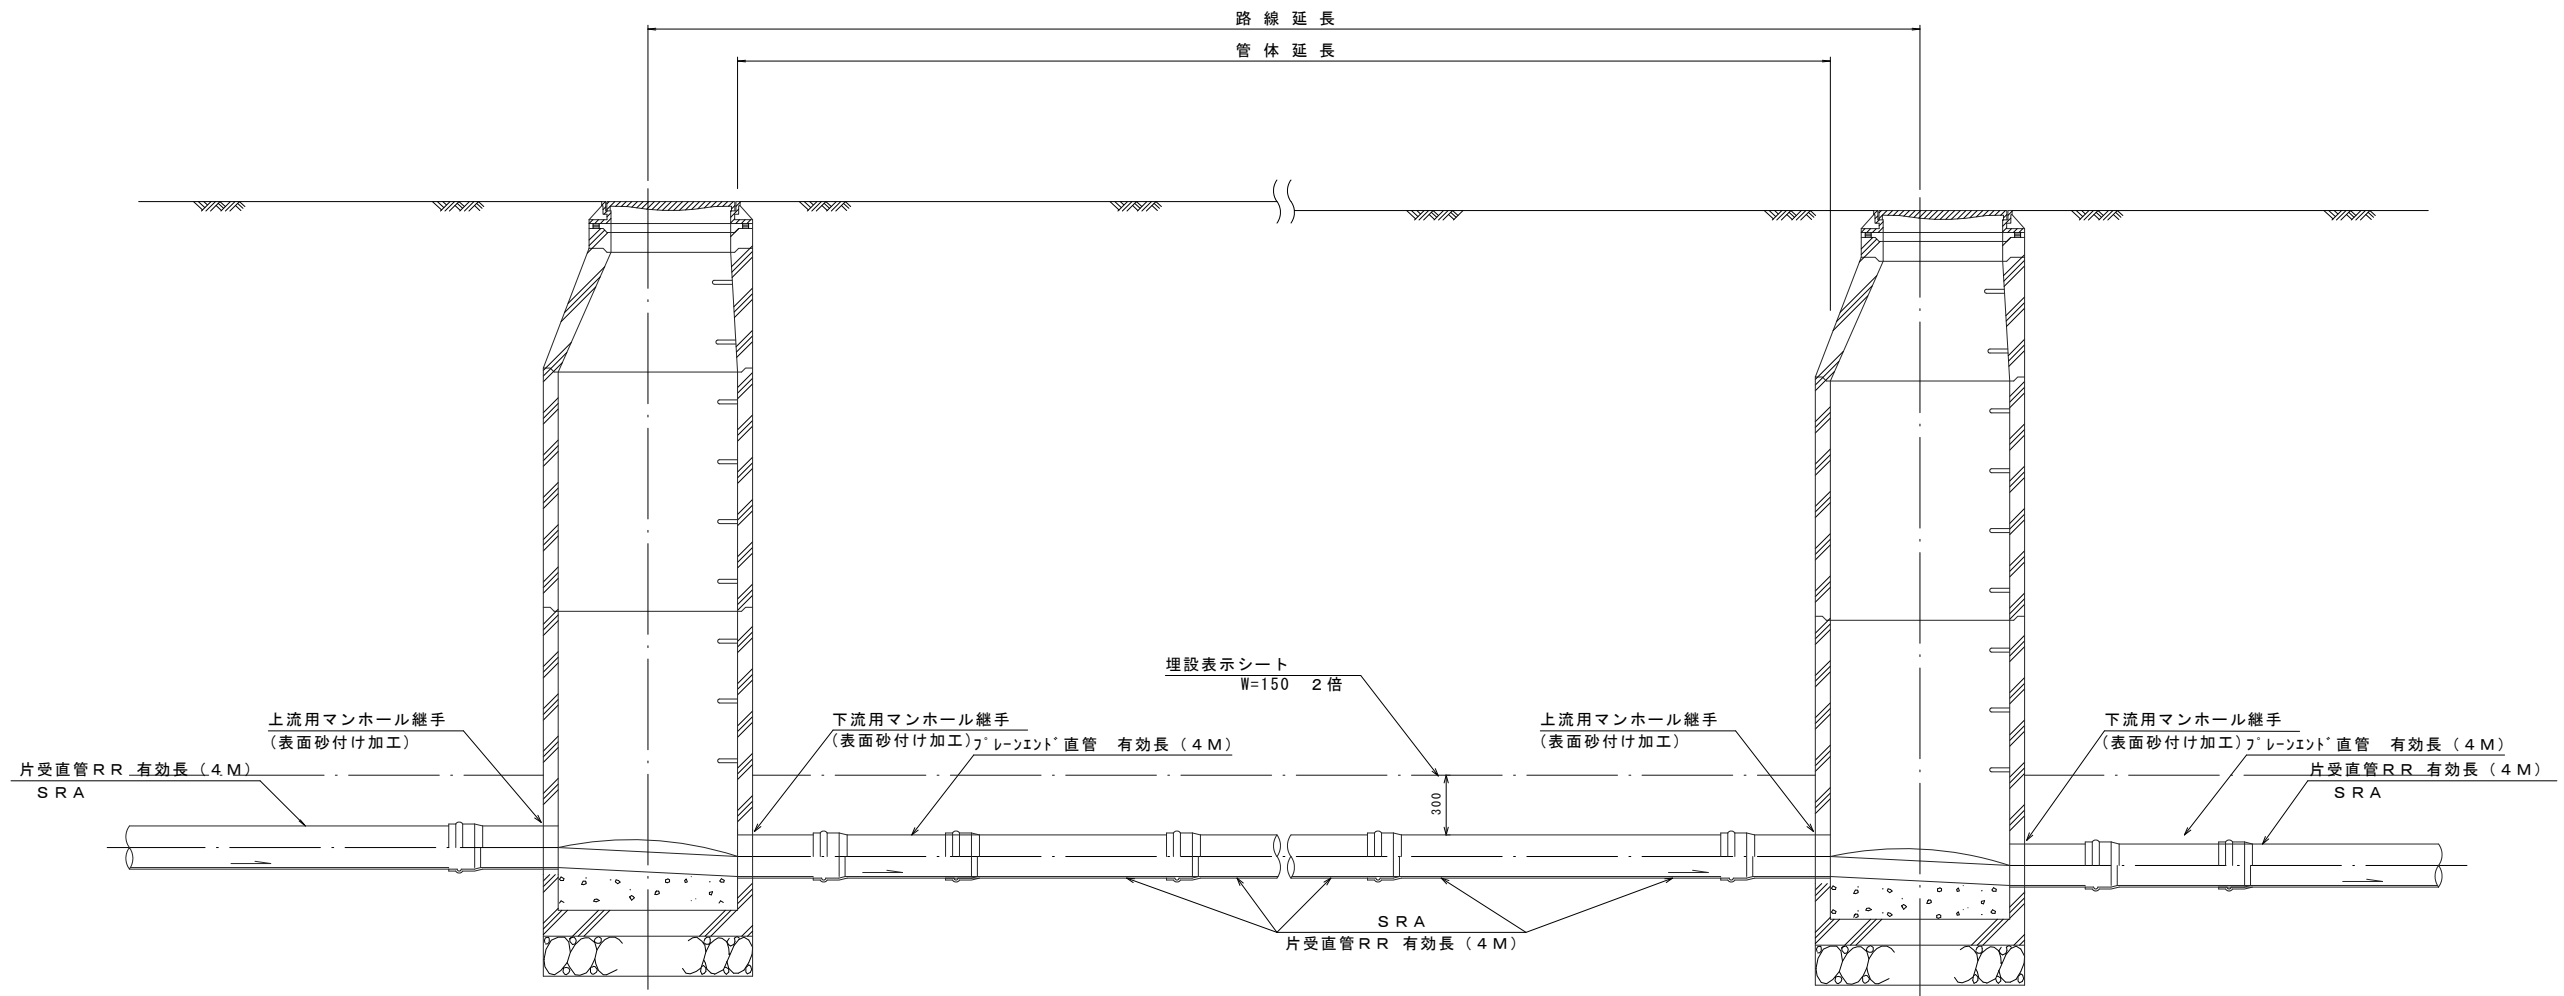 路線延長
管体延長
埋設表示シート
W=150 2倍
上流用マンホール継手
(表面砂付け加工)
下流用マンホール継手
(表面砂付け加工)
プレーンエンド直管 有効長(4M)
上流用マンホール継手
(表面砂付け加工)
下流用マンホール継手
(表面砂付け加工)
プレーンエンド直管 有効長(4M)
片受直管RR 有効長(4M)
SRA
片受直管RR 有効長(4M)
SRA
300
SRA
片受直管RR 有効長(4M)